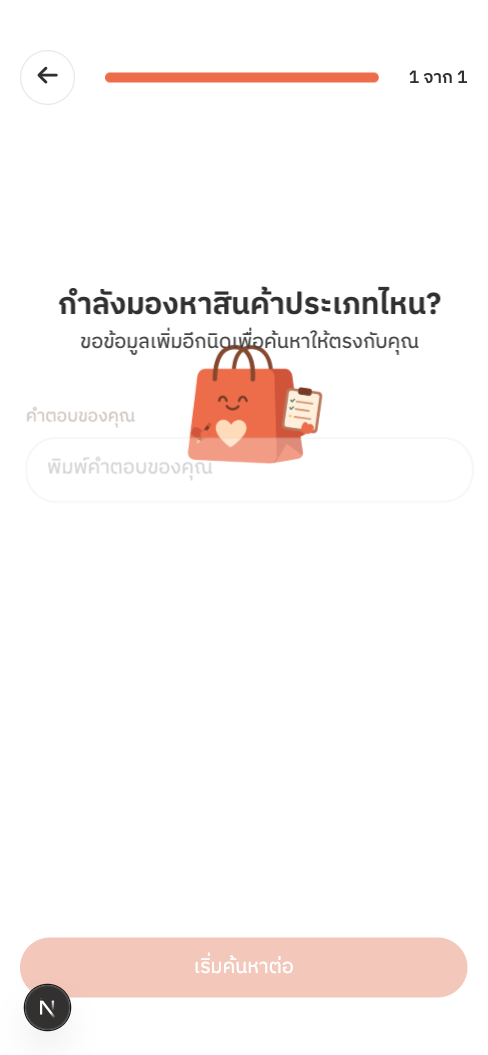 1 จาก 1
กำลังมองหาสินค้าประเภทไหน?
ขอข้อมูลเพิ่มอีกนิดเพื่อค้นหาให้ตรงกับคุณ
คำตอบของคุณ
พิมพ์คำตอบของคุณ
เริ่มค้นหาต่อ
N